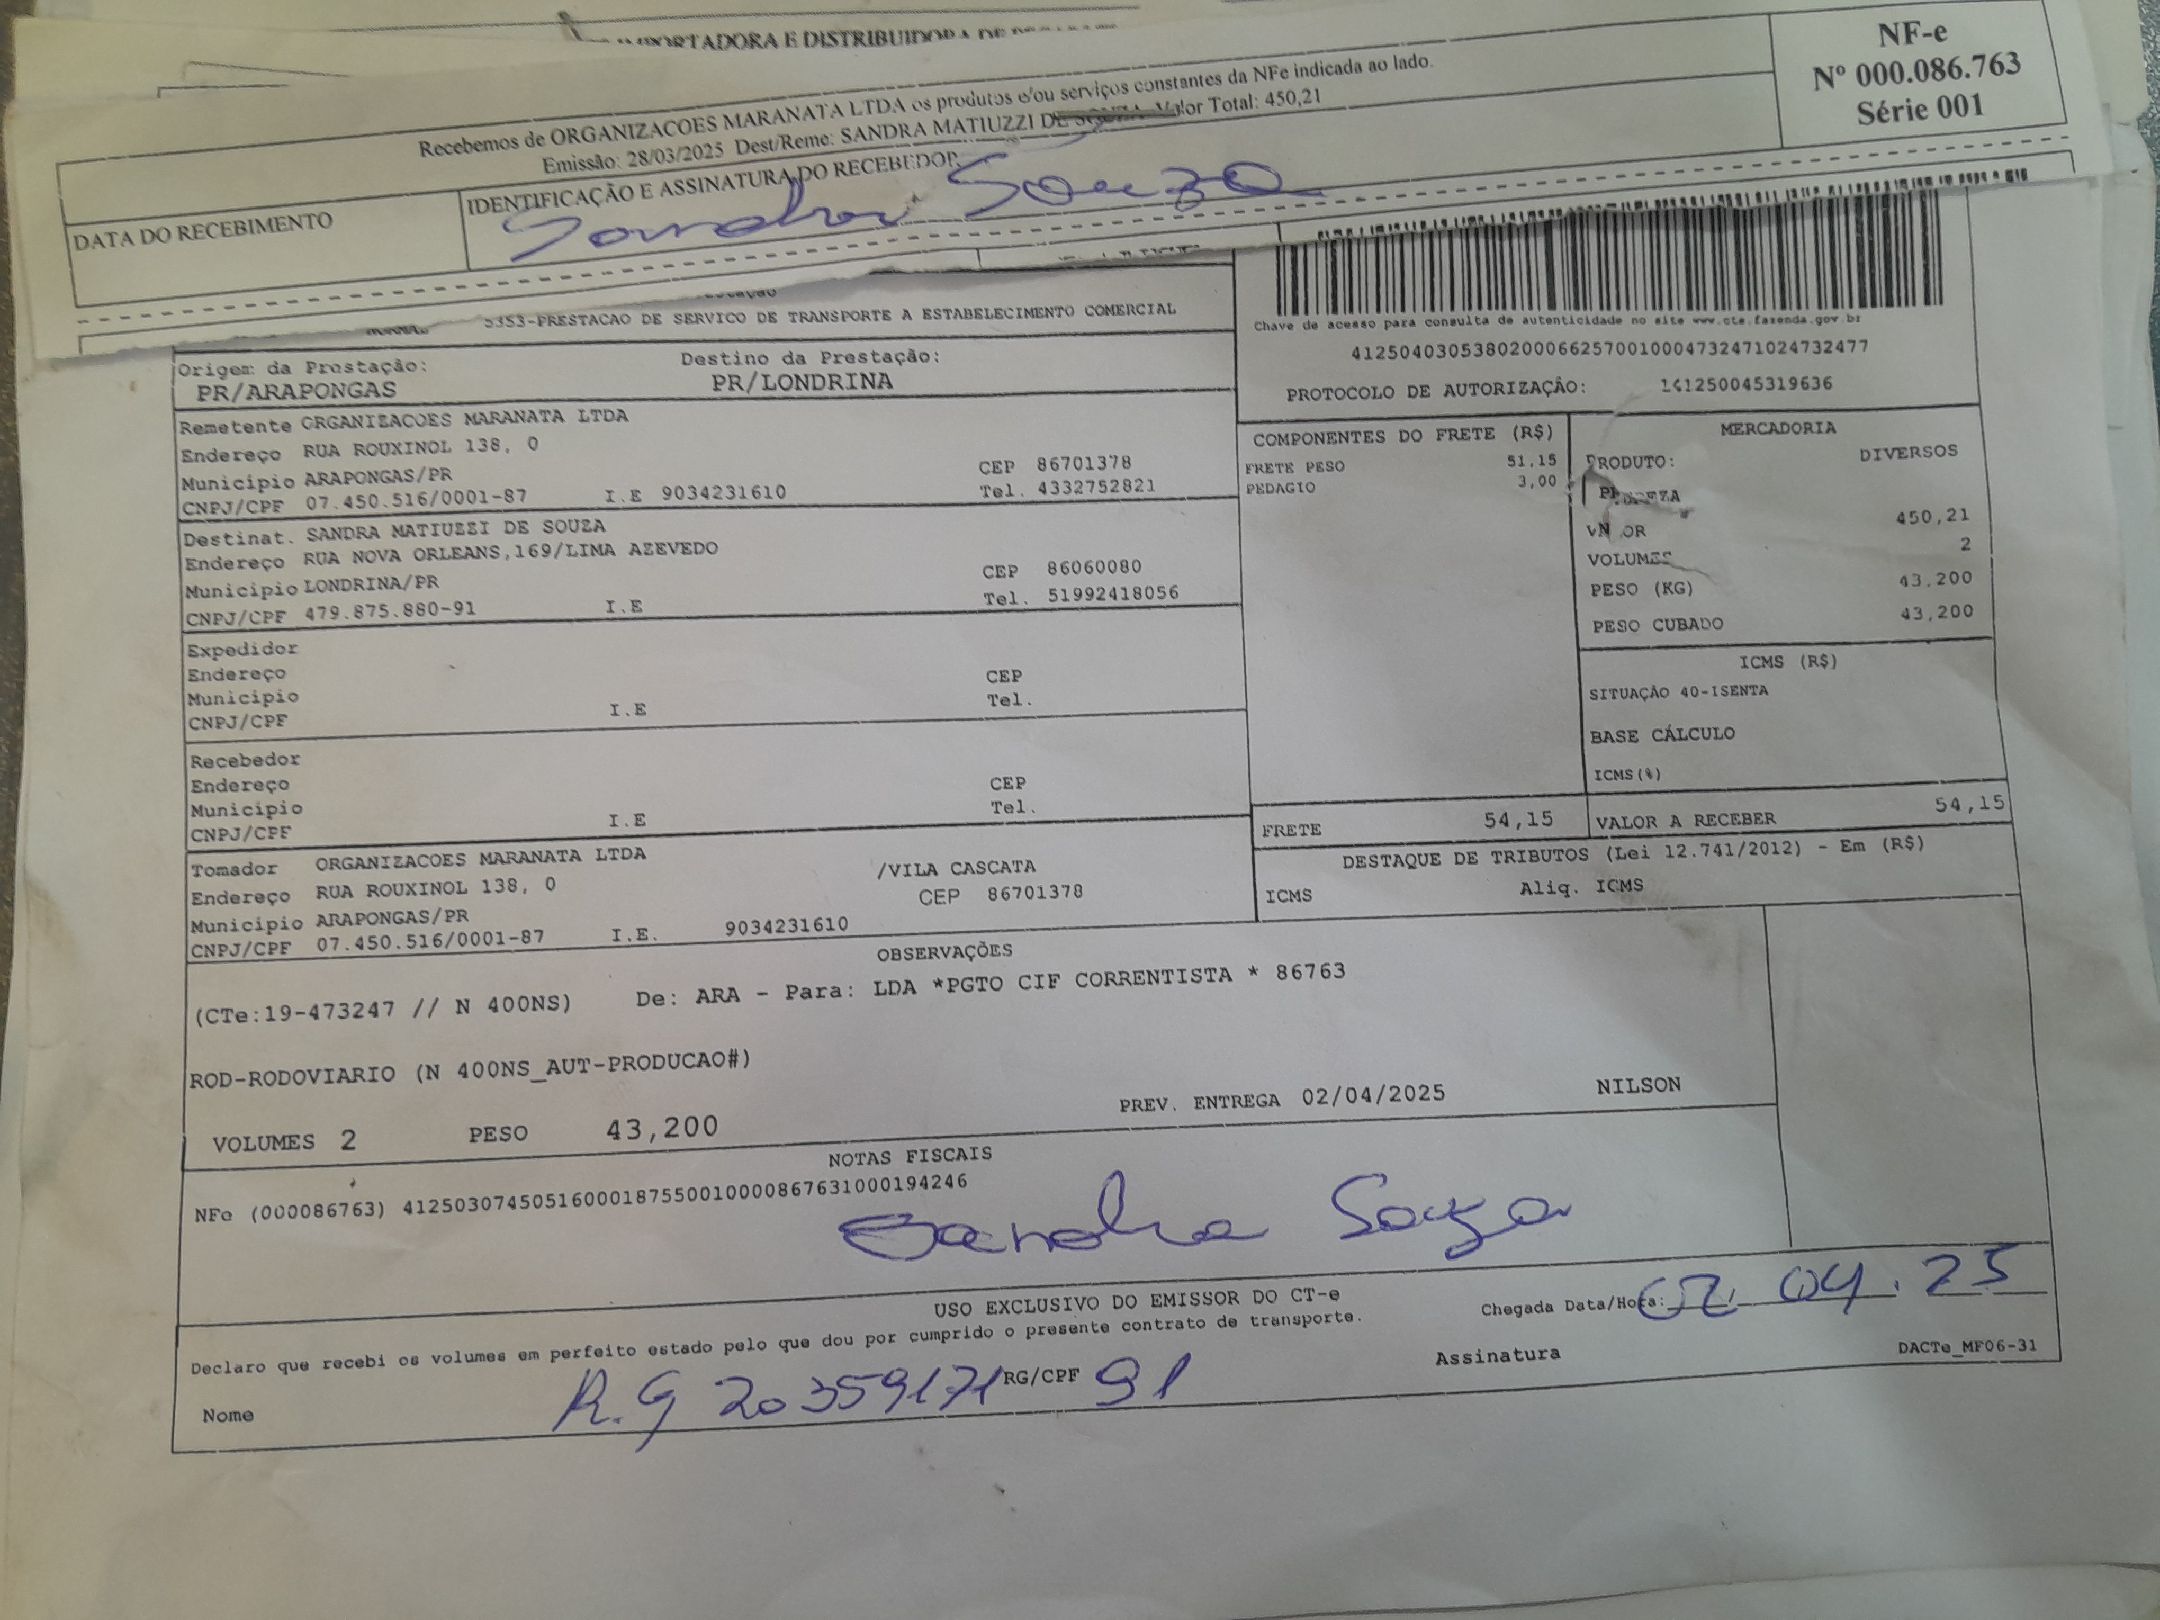 IMPORTADORA E DISTRIBUIDORA DE
Recebemos de ORGANIZACOES MARANATA LTDA os produtos e/ou serviços constantes da NFe indicada ao lado.
Emissão: 28/03/2025 Dest/Reme: SANDRA MATIUZZI DE SOUZA Valor Total: 450,21
NF-e
Nº 000.086.763
Série 001
DATA DO RECEBIMENTO
IDENTIFICAÇÃO E ASSINATURA DO RECEBEDOR
Sandra Souza
5353-PRESTACAO DE SERVICO DE TRANSPORTE A ESTABELECIMENTO COMERCIAL
Chave de acesso para consulta de autenticidade no site www.cte.fazenda.gov.br
41250403053802000662570010004732471024732477
PROTOCOLO DE AUTORIZAÇÃO: 141250045319636
Origem da Prestação: Destino da Prestação:
PR/ARAPONGAS PR/LONDRINA
Remetente ORGANIZACOES MARANATA LTDA
Endereço RUA ROUXINOL 138, 0
Municipio ARAPONGAS/PR CEP 86701378
CNPJ/CPF 07.450.516/0001-87 I.E 9034231610 Tel. 4332752821
Destinat. SANDRA MATIUZZI DE SOUZA
Endereço RUA NOVA ORLEANS,169/LIMA AZEVEDO
Municipio LONDRINA/PR CEP 86060080
CNPJ/CPF 479.875.880-91 I.E Tel. 51992418056
Expedidor
Endereço
Municipio CEP
CNPJ/CPF I.E Tel.
Recebedor
Endereço
Municipio CEP
CNPJ/CPF I.E Tel.
Tomador ORGANIZACOES MARANATA LTDA
Endereço RUA ROUXINOL 138, 0 /VILA CASCATA
Municipio ARAPONGAS/PR CEP 86701378
CNPJ/CPF 07.450.516/0001-87 I.E. 9034231610
COMPONENTES DO FRETE (R$)
FRETE PESO 51,15
PEDAGIO 3,00
MERCADORIA
PRODUTO: DIVERSOS
VALOR 450,21
VOLUMES 2
PESO (KG) 43,200
PESO CUBADO 43,200
ICMS (R$)
SITUAÇÃO 40-ISENTA
BASE CÁLCULO
ICMS(%)
FRETE 54,15 VALOR A RECEBER 54,15
DESTAQUE DE TRIBUTOS (Lei 12.741/2012) - Em (R$)
ICMS Aliq. ICMS
OBSERVAÇÕES
(CTe:19-473247 // N 400NS) De: ARA - Para: LDA *PGTO CIF CORRENTISTA * 86763
ROD-RODOVIARIO (N 400NS_AUT-PRODUCAO#)
VOLUMES 2 PESO 43,200 PREV. ENTREGA 02/04/2025 NILSON
NOTAS FISCAIS
NFe (000086763) 41250307450516000187550010000867631000194246
Sandra Souza
USO EXCLUSIVO DO EMISSOR DO CT-e
Declaro que recebi os volumes em perfeito estado pelo que dou por cumprido o presente contrato de transporte.
Chegada Data/Hora: 02 04.25
Nome R.G 2035917191 RG/CPF
Assinatura
DACTe_MF06-31